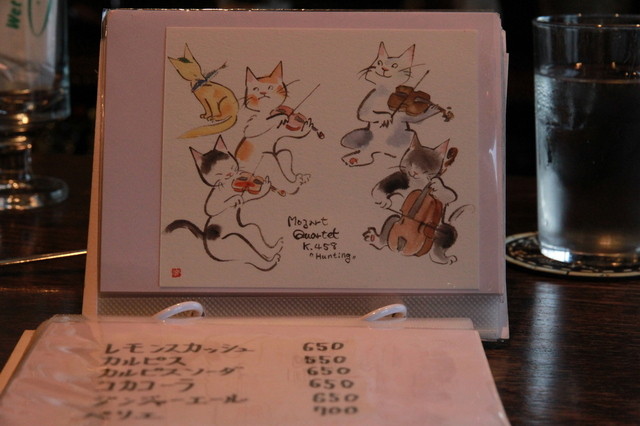 Mozart
Quartet
K.458
"Hunting"
レモンスカッシュ 650
カルピス 550
カルピスソーダ 650
コカコーラ 650
ジンジャーエール 650
ペリエ 700